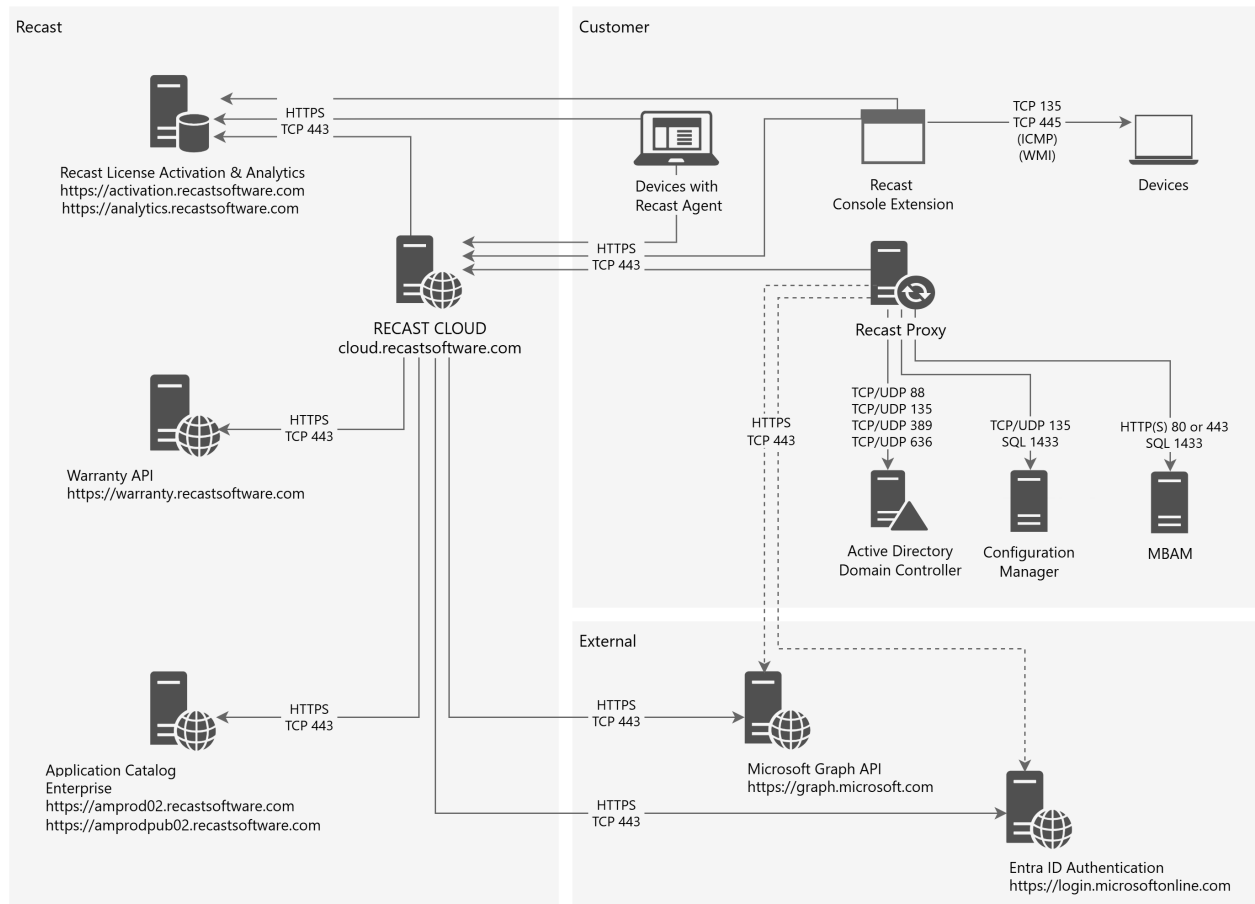 Recast
HTTPS
TCP 443
Recast License Activation & Analytics
https://activation.recastsoftware.com
https://analytics.recastsoftware.com
RECAST CLOUD
cloud.recastsoftware.com
HTTPS
TCP 443
Warranty API
https://warranty.recastsoftware.com
HTTPS
TCP 443
Application Catalog
Enterprise
https://amprod02.recastsoftware.com
https://amprodpub02.recastsoftware.com
Customer
Devices with
Recast Agent
Recast
Console Extension
TCP 135
TCP 445
(ICMP)
(WMI)
Devices
HTTPS
TCP 443
Recast Proxy
HTTPS
TCP 443
TCP/UDP 88
TCP/UDP 135
TCP/UDP 389
TCP/UDP 636
TCP/UDP 135
SQL 1433
HTTP(S) 80 or 443
SQL 1433
Active Directory
Domain Controller
Configuration
Manager
MBAM
External
HTTPS
TCP 443
Microsoft Graph API
https://graph.microsoft.com
HTTPS
TCP 443
Entra ID Authentication
https://login.microsoftonline.com